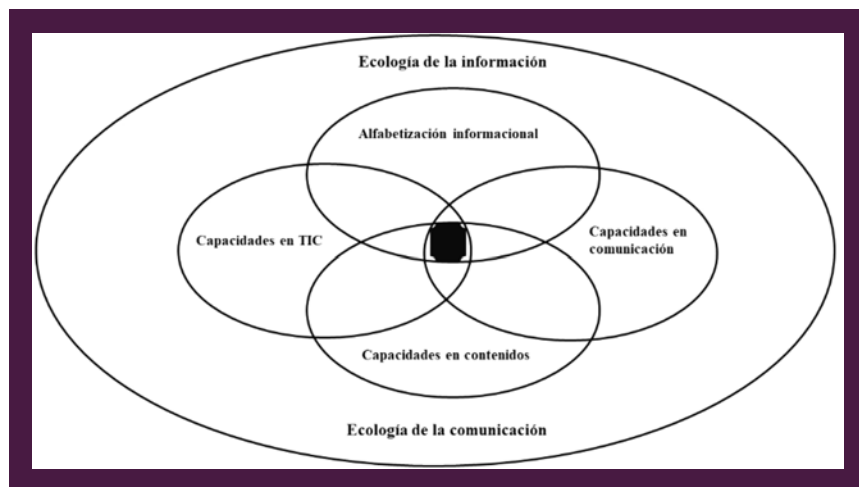 Ecología de la información
Alfabetización informacional
Capacidades en TIC
Capacidades en
comunicación
Capacidades en contenidos
Ecología de la comunicación